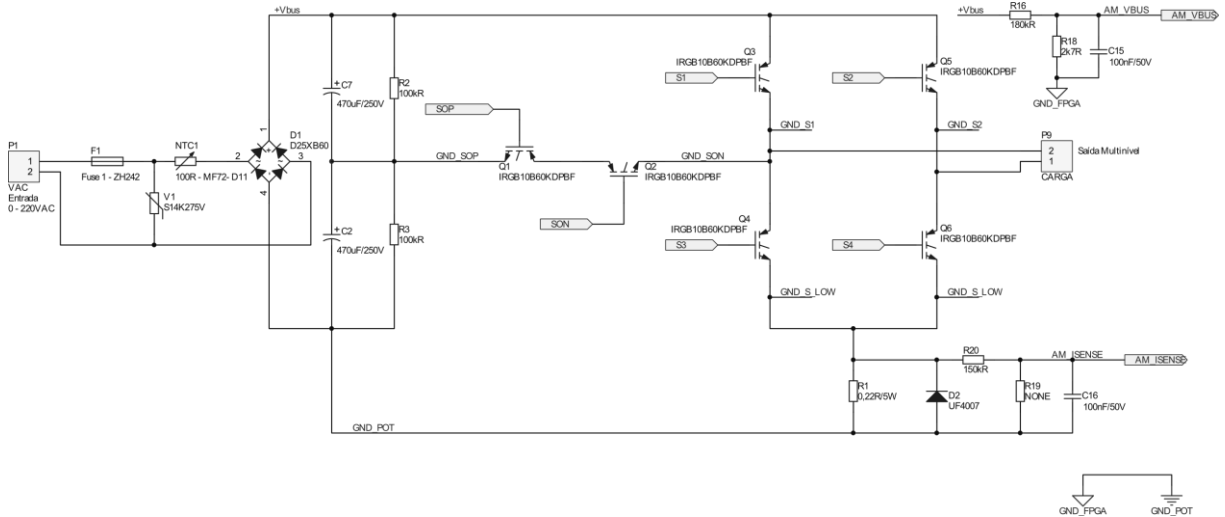 +Vbus
+Vbus
R16
180kR
AM_VBUS
AM_VBUS
R18
2k7R
C15
100nF/50V
GND_FPGA
Q3
IRGB10B60KDPBF
S1
Q5
IRGB10B60KDPBF
S2
C7
470uF/250V
R2
100kR
SOP
GND_S1
GND_S2
P1
1
2
VAC
Entrada
0 - 220VAC
F1
Fuse 1 - ZH242
NTC1
100R - MF72- D11
V1
S14K275V
1
2
3
4
D1
D25XB60
GND_SOP
Q1
IRGB10B60KDPBF
Q2
IRGB10B60KDPBF
GND_SON
P9
2
1
Saída Multinível
CARGA
SON
C2
470uF/250V
R3
100kR
Q4
IRGB10B60KDPBF
S3
Q6
IRGB10B60KDPBF
S4
GND_S_LOW
GND_S_LOW
R20
150kR
AM_ISENSE
AM_ISENSE
R1
0,22R/5W
D2
UF4007
R19
NONE
C16
100nF/50V
GND_POT
GND_FPGA
GND_POT